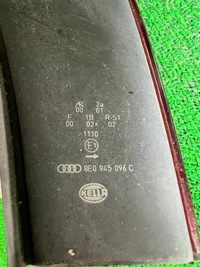 AR 2a
00 01
F IB R-S1
00 02+ 02
1110
E1
8E0 945 096 C
HELLA